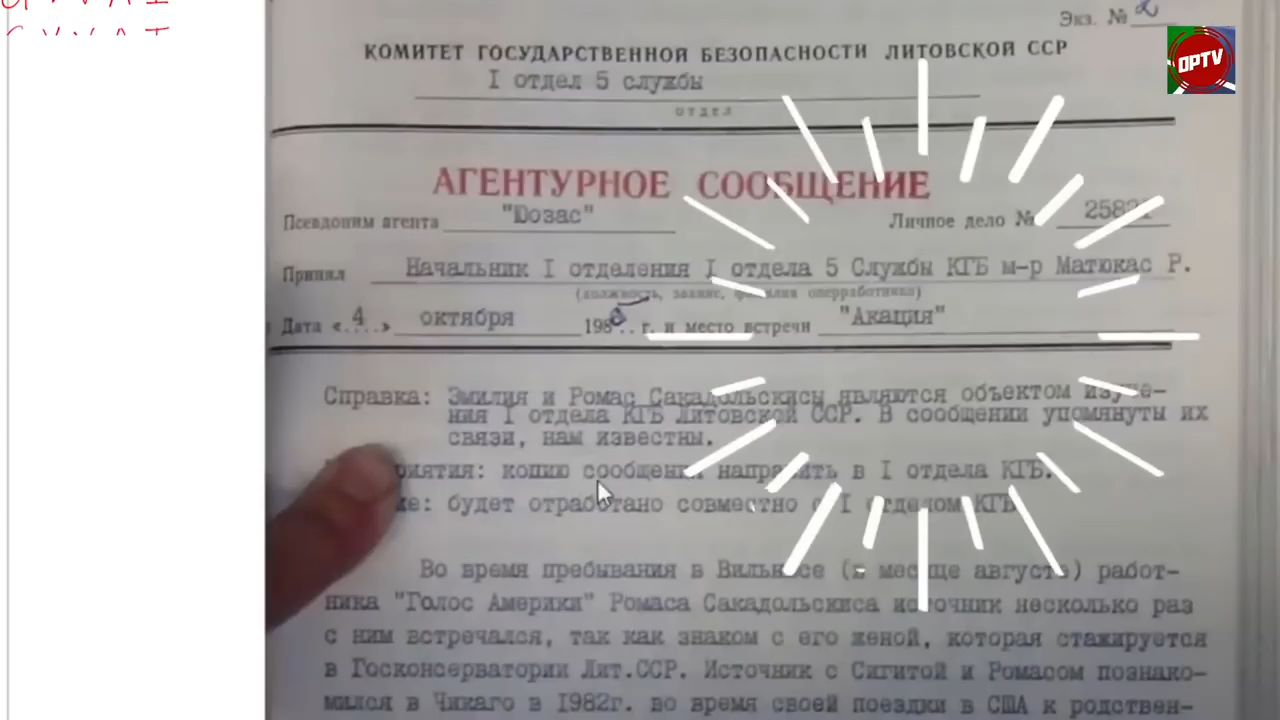 Экз. №
КОМИТЕТ ГОСУДАРСТВЕННОЙ БЕЗОПАСНОСТИ ЛИТОВСКОЙ ССР
OPTV
I отдел 5 службы
отдел
АГЕНТУРНОЕ СООБЩЕНИЕ
Псевдоним агента "Юозас" Личное дело №
Принял Начальник I отделения I отдела 5 Службы КГБ м-р Матюкас Р.
(должность, звание, фамилия оперработника)
Дата «4» октября 198 г. и место встречи "Акация"
Справка: Эмилия и Ромас Сакадольскисы являются объектом изуче-
ния I отдела КГБ Литовской ССР. В сообщении упомянуты их
связи, нам известны.
копию сообщения направить в I отдела КГБ.
будет отработано совместно с I отделом КГБ
Во время пребывания в Вильнюсе (в месяце августе) работ-
ника "Голос Америки" Ромаса Сакадольскиса источник несколько раз
с ним встречался, так как знаком с его женой, которая стажируется
в Госконсерватории Лит.ССР. Источник с Сигитой и Ромасом познако-
мился в Чикаго в 1982г. во время своей поездки в США к родствен-